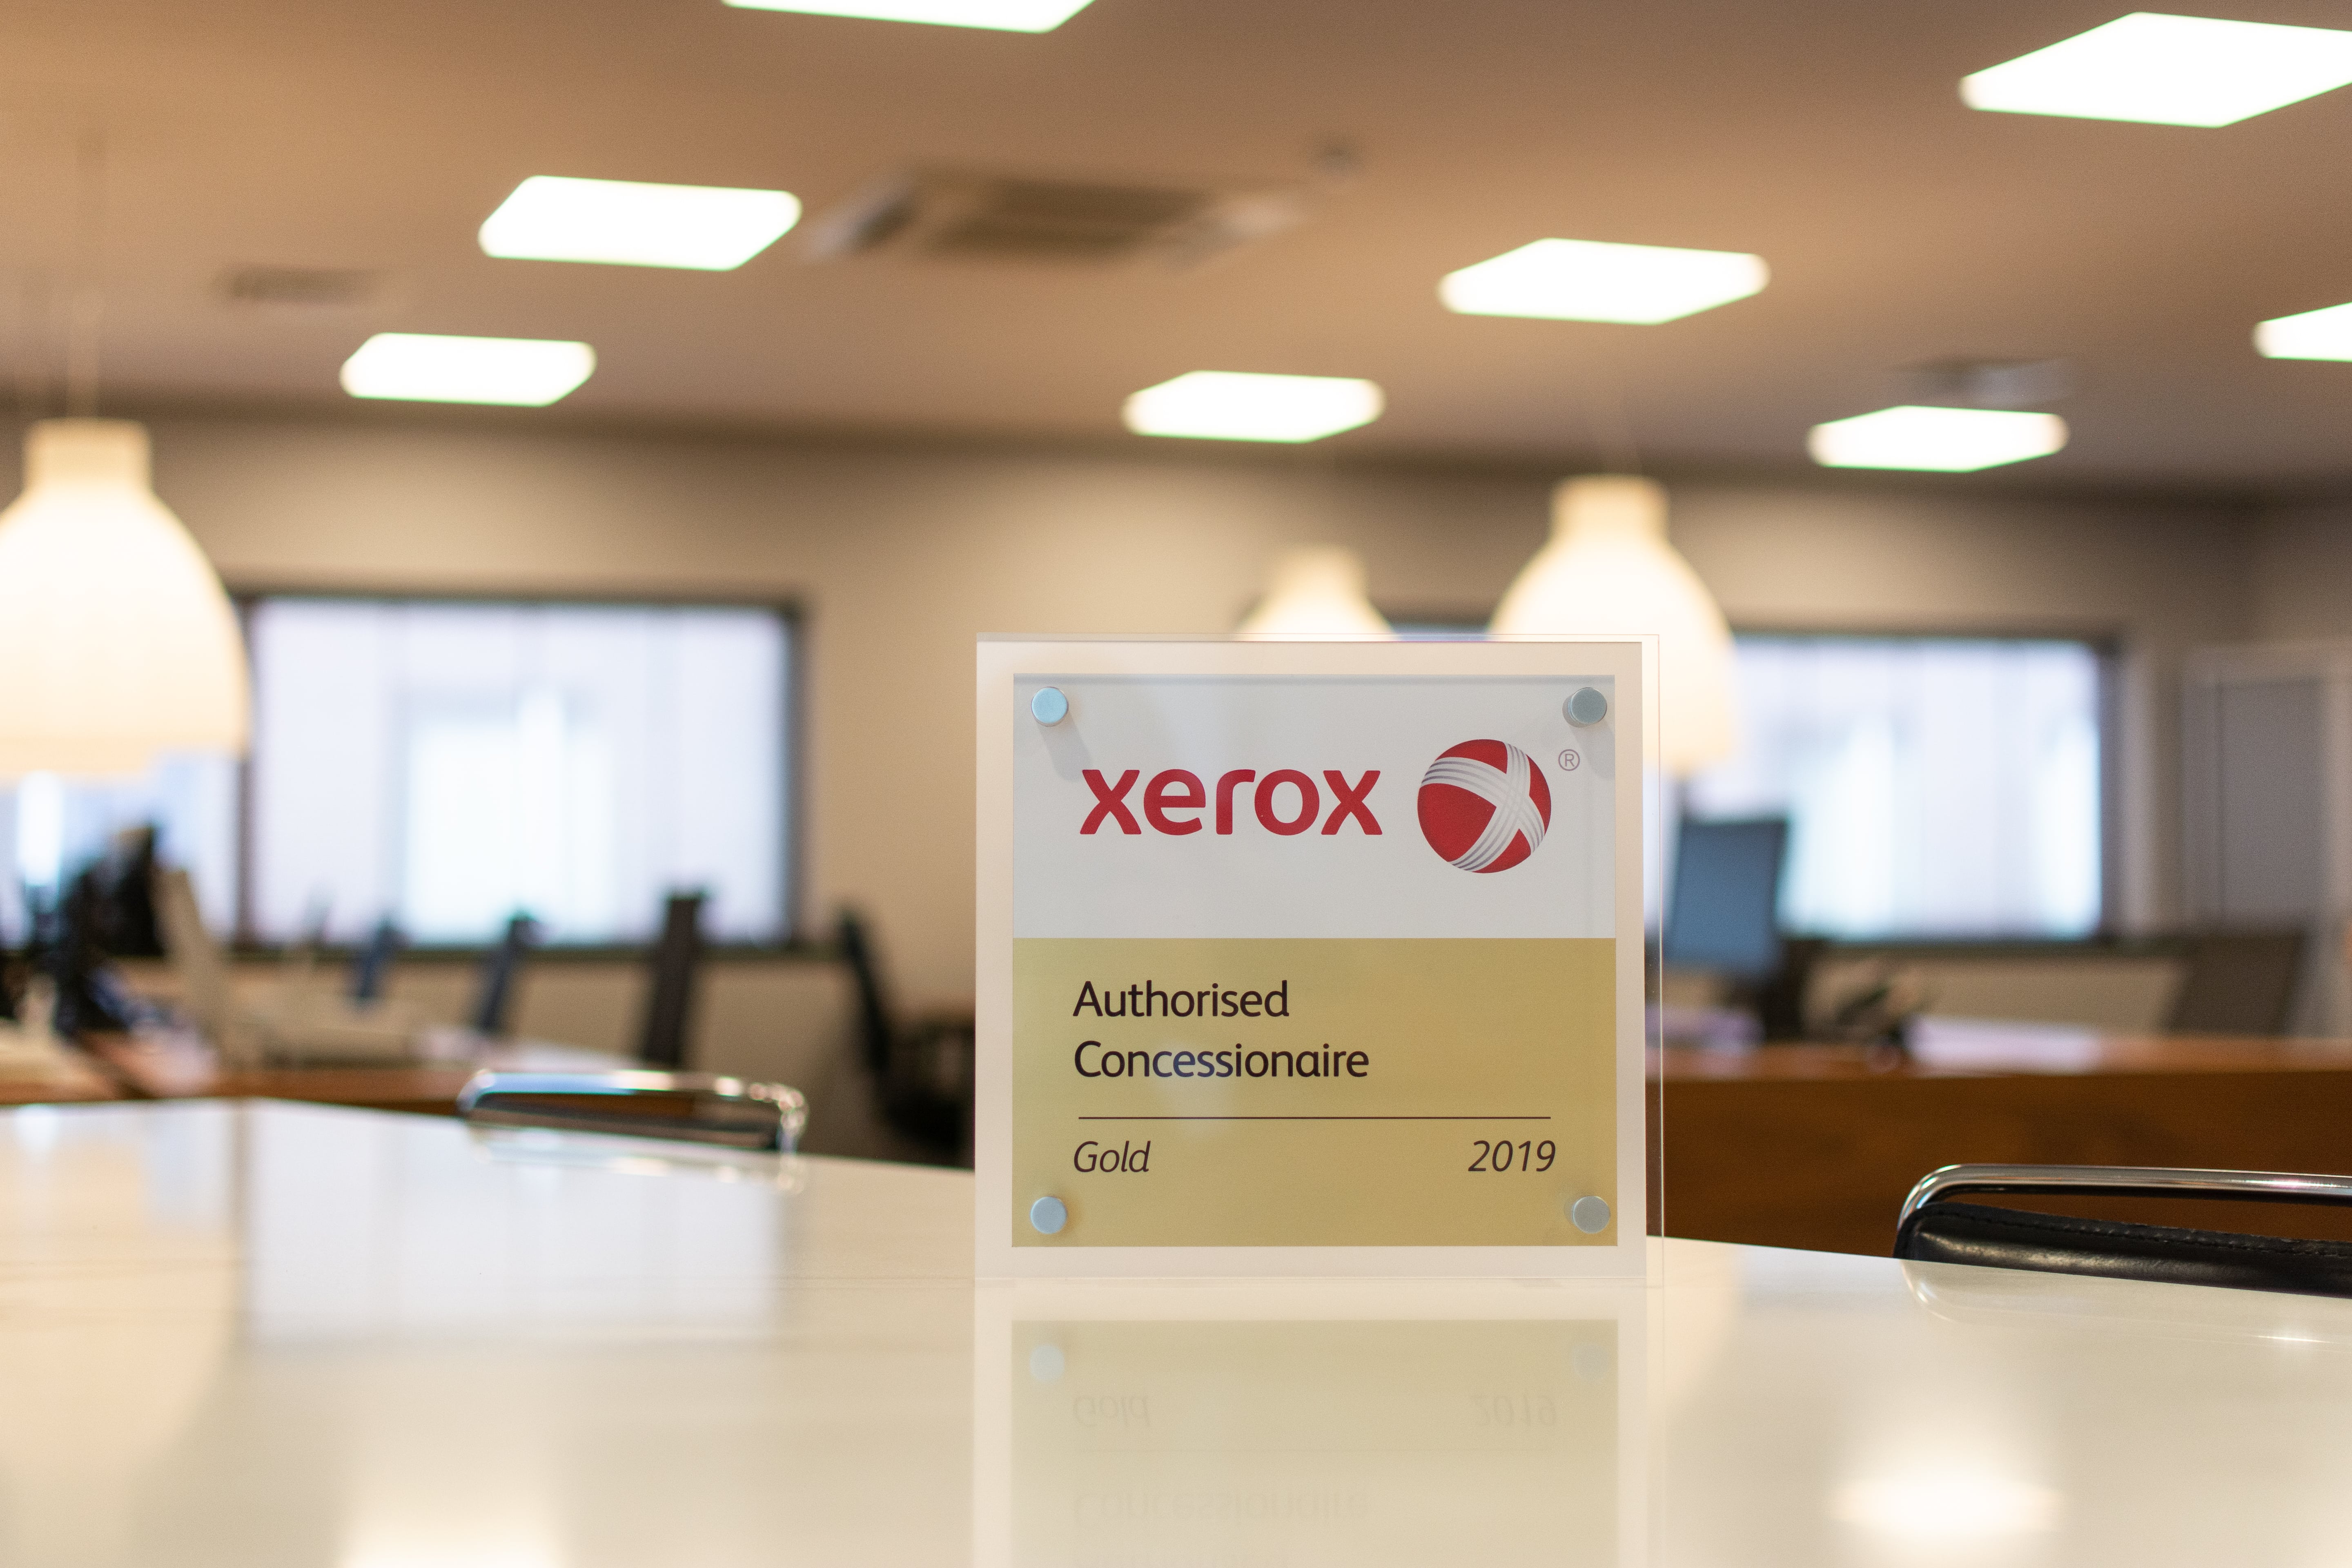 xerox ®
Authorised
Concessionaire
Gold 2019